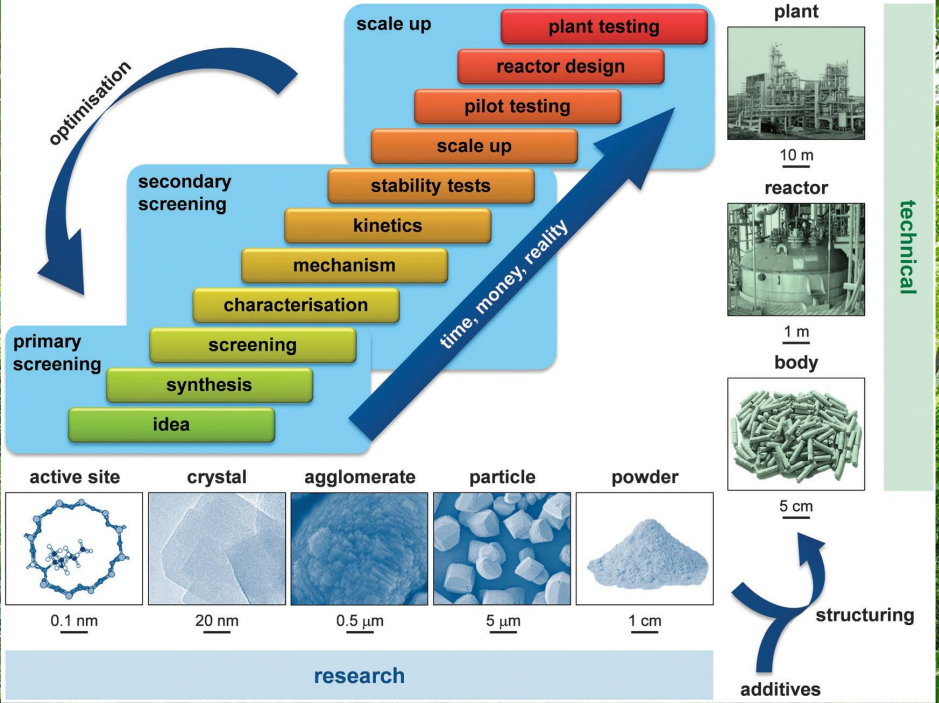 scale up
plant testing
reactor design
pilot testing
scale up
optimisation
secondary
screening
stability tests
kinetics
mechanism
characterisation
time, money, reality
primary
screening
screening
synthesis
idea
plant
10 m
reactor
1 m
body
5 cm
technical
active site
crystal
agglomerate
particle
powder
0.1 nm
20 nm
0.5 µm
5 µm
1 cm
structuring
additives
research